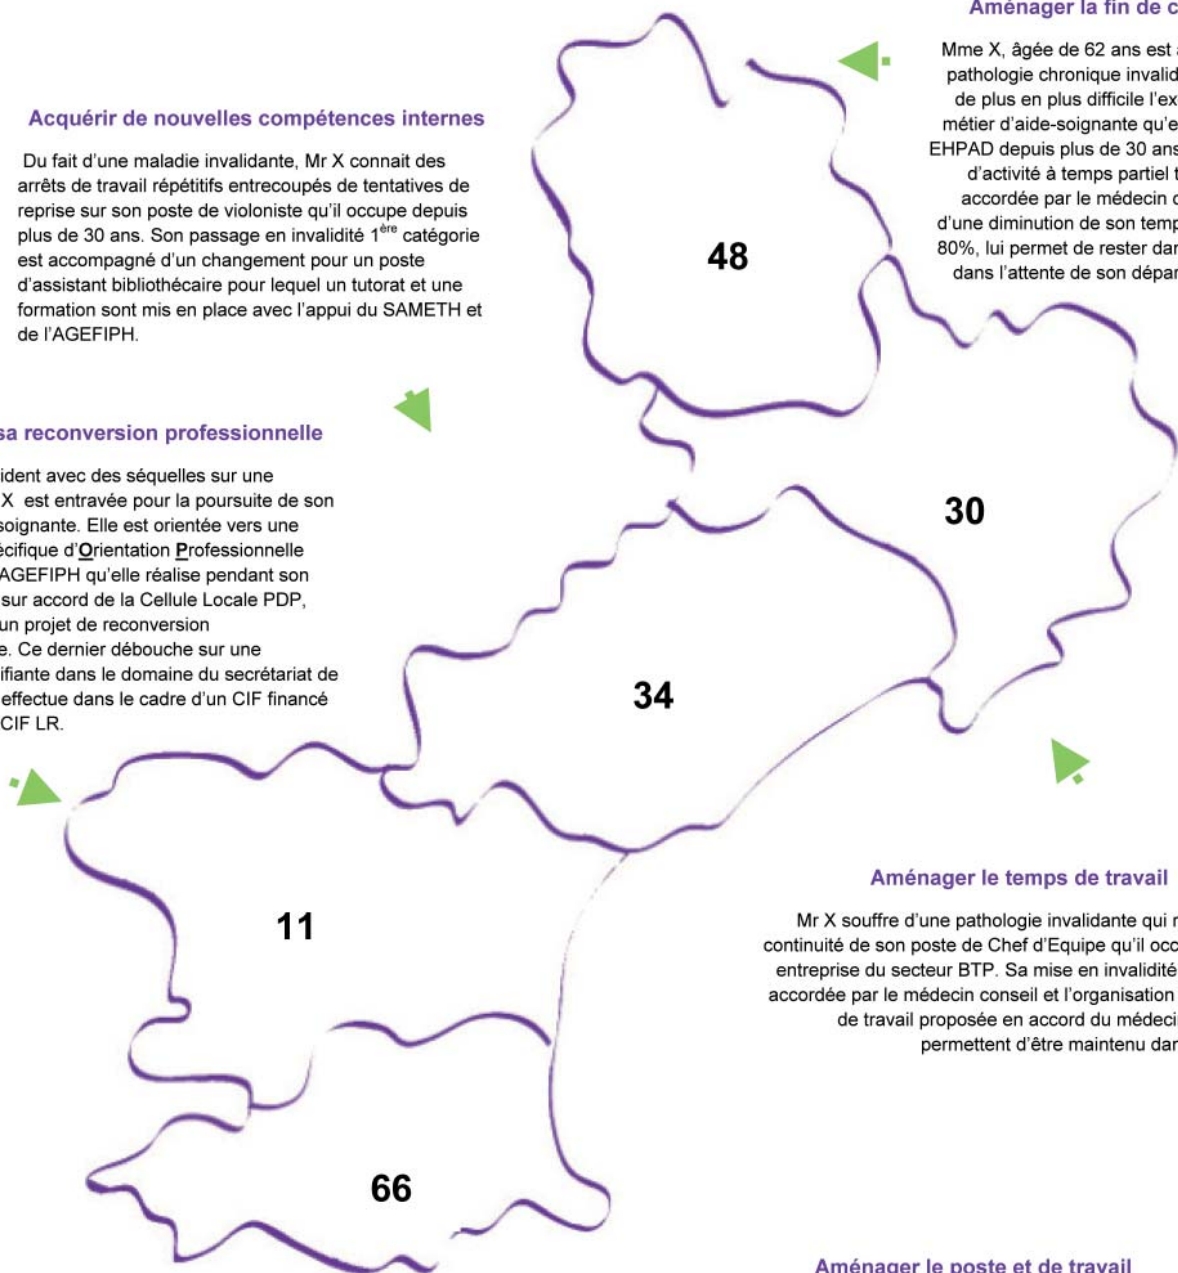 Aménager la fin de c
Mme X, âgée de 62 ans est
pathologie chronique invalid
de plus en plus difficile l'ex
métier d'aide-soignante qu'e
EHPAD depuis plus de 30 ans
d'activité à temps partiel t
accordée par le médecin c
d'une diminution de son temp
80%, lui permet de rester dan
dans l'attente de son dépar
Acquérir de nouvelles compétences internes
Du fait d'une maladie invalidante, Mr X connait des
arrêts de travail répétitifs entrecoupés de tentatives de
reprise sur son poste de violoniste qu'il occupe depuis
plus de 30 ans. Son passage en invalidité 1ère catégorie
est accompagné d'un changement pour un poste
d'assistant bibliothécaire pour lequel un tutorat et une
formation sont mis en place avec l'appui du SAMETH et
de l'AGEFIPH.
sa reconversion professionnelle
ident avec des séquelles sur une
X est entravée pour la poursuite de son
soignante. Elle est orientée vers une
écifique d'Orientation Professionnelle
AGEFIPH qu'elle réalise pendant son
sur accord de la Cellule Locale PDP,
un projet de reconversion
e. Ce dernier débouche sur une
ifiante dans le domaine du secrétariat de
effectue dans le cadre d'un CIF financé
CIF LR.
48
30
34
11
66
Aménager le temps de travail
Mr X souffre d'une pathologie invalidante qui r
continuité de son poste de Chef d'Equipe qu'il occ
entreprise du secteur BTP. Sa mise en invalidité
accordée par le médecin conseil et l'organisation
de travail proposée en accord du médeci
permettent d'être maintenu dan
Aménager le poste et de travail